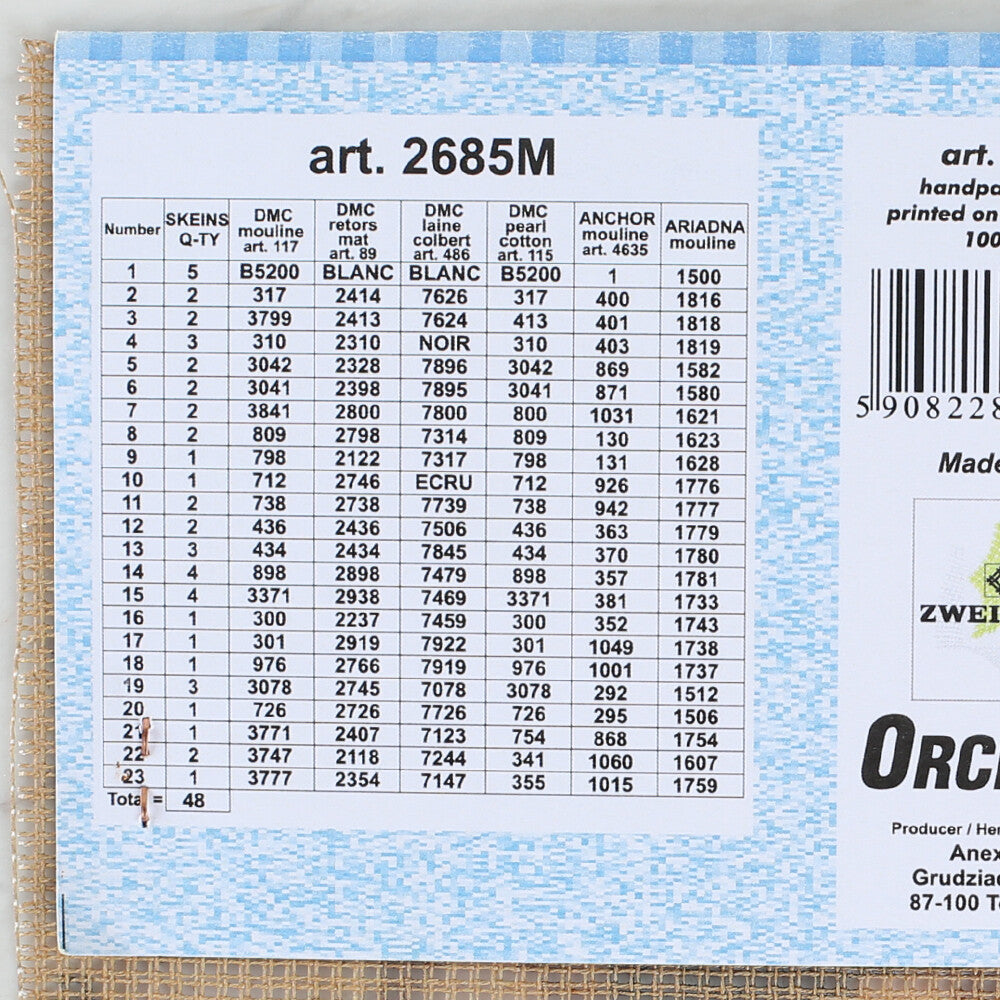 art. 2685M
Number SKEINS Q-TY DMC mouline art. 117 DMC retors mat art. 89 DMC laine colbert art. 486 DMC pearl cotton art. 115 ANCHOR mouline art. 4635 ARIADNA mouline
1 5 B5200 BLANC BLANC B5200 1 1500
2 2 317 2414 7626 317 400 1816
3 2 3799 2413 7624 413 401 1818
4 3 310 2310 NOIR 310 403 1819
5 2 3042 2328 7896 3042 869 1582
6 2 3041 2398 7895 3041 871 1580
7 2 3841 2800 7800 800 1031 1621
8 2 809 2798 7314 809 130 1623
9 1 798 2122 7317 798 131 1628
10 1 712 2746 ECRU 712 926 1776
11 2 738 2738 7739 738 942 1777
12 2 436 2436 7506 436 363 1779
13 3 434 2434 7845 434 370 1780
14 4 898 2898 7479 898 357 1781
15 4 3371 2938 7469 3371 381 1733
16 1 300 2237 7459 300 352 1743
17 1 301 2919 7922 301 1049 1738
18 1 976 2766 7919 976 1001 1737
19 3 3078 2745 7078 3078 292 1512
20 1 726 2726 7726 726 295 1506
21 1 3771 2407 7123 754 868 1754
22 2 3747 2118 7244 341 1060 1607
23 1 3777 2354 7147 355 1015 1759
Total = 48
art.
handpa
printed on
100
5 908228
Made
ZWEI
ORC
Producer / Her
Anex
Grudziad
87-100 T